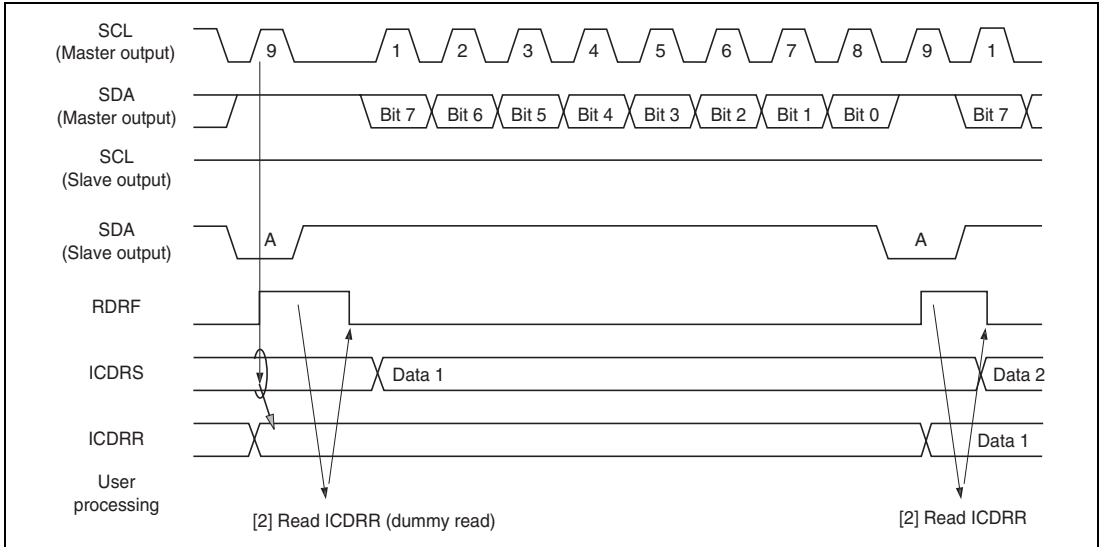 SCL
(Master output)
9 1 2 3 4 5 6 7 8 9 1
SDA
(Master output)
Bit 7 Bit 6 Bit 5 Bit 4 Bit 3 Bit 2 Bit 1 Bit 0 Bit 7
SCL
(Slave output)
SDA
(Slave output)
A A
RDRF
ICDRS
Data 1 Data 2
ICDRR
Data 1
User
processing
[2] Read ICDRR (dummy read) [2] Read ICDRR